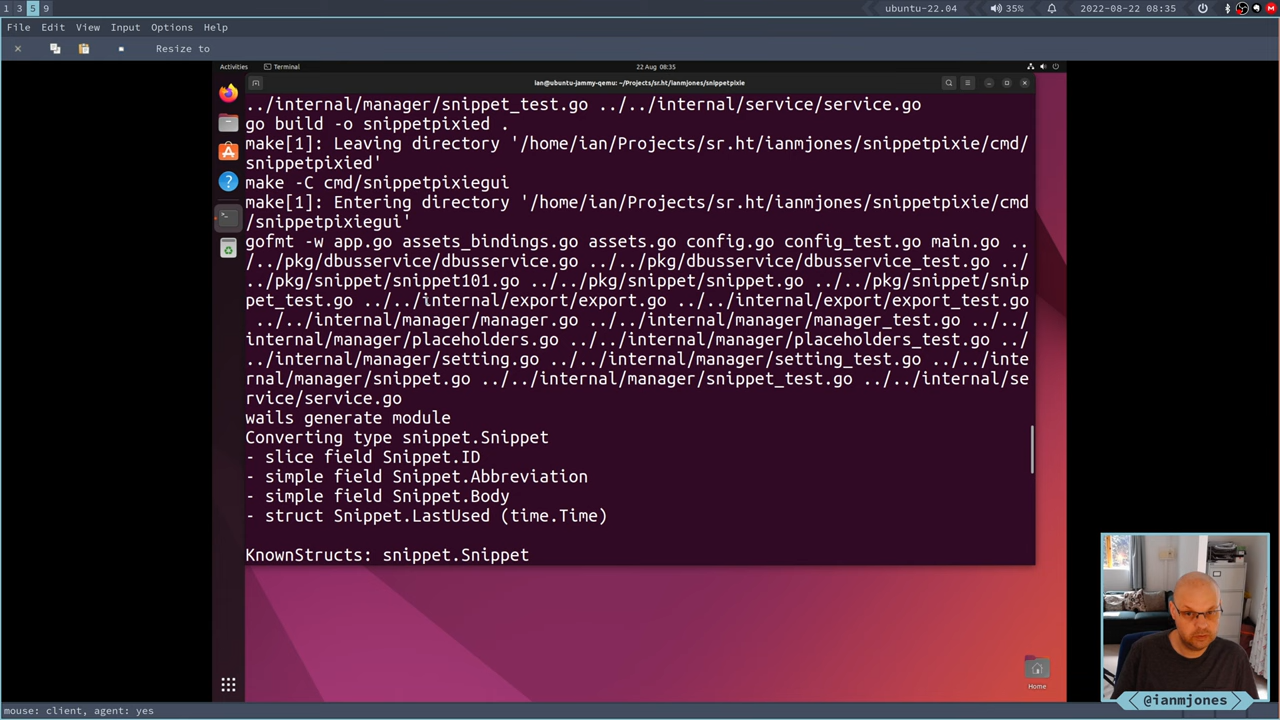 1 3 5 9
ubuntu-22.04
35%
2022-08-22 08:35
File Edit View Input Options Help
Resize to
Activities
Terminal
22 Aug 08:35
ian@ubuntu-jammy-qemu: ~/Projects/sr.ht/ianmjones/snippetpixie
../internal/manager/snippet_test.go ../../internal/service/service.go
go build -o snippetpixied .
make[1]: Leaving directory '/home/ian/Projects/sr.ht/ianmjones/snippetpixie/cmd/
snippetpixied'
make -C cmd/snippetpixiegui
make[1]: Entering directory '/home/ian/Projects/sr.ht/ianmjones/snippetpixie/cmd
/snippetpixiegui'
gofmt -w app.go assets_bindings.go assets.go config.go config_test.go main.go ..
/../pkg/dbusservice/dbusservice.go ../../pkg/dbusservice/dbusservice_test.go ../
../pkg/snippet/snippet101.go ../../pkg/snippet/snippet.go ../../pkg/snippet/snip
pet_test.go ../../internal/export/export.go ../../internal/export/export_test.go
 ../../internal/manager/manager.go ../../internal/manager/manager_test.go ../../
internal/manager/placeholders.go ../../internal/manager/placeholders_test.go ../
../internal/manager/setting.go ../../internal/manager/setting_test.go ../../inte
rnal/manager/snippet.go ../../internal/manager/snippet_test.go ../../internal/se
rvice/service.go
wails generate module
Converting type snippet.Snippet
- slice field Snippet.ID
- simple field Snippet.Abbreviation
- simple field Snippet.Body
- struct Snippet.LastUsed (time.Time)
KnownStructs: snippet.Snippet
Home
@ianmjones
mouse: client, agent: yes